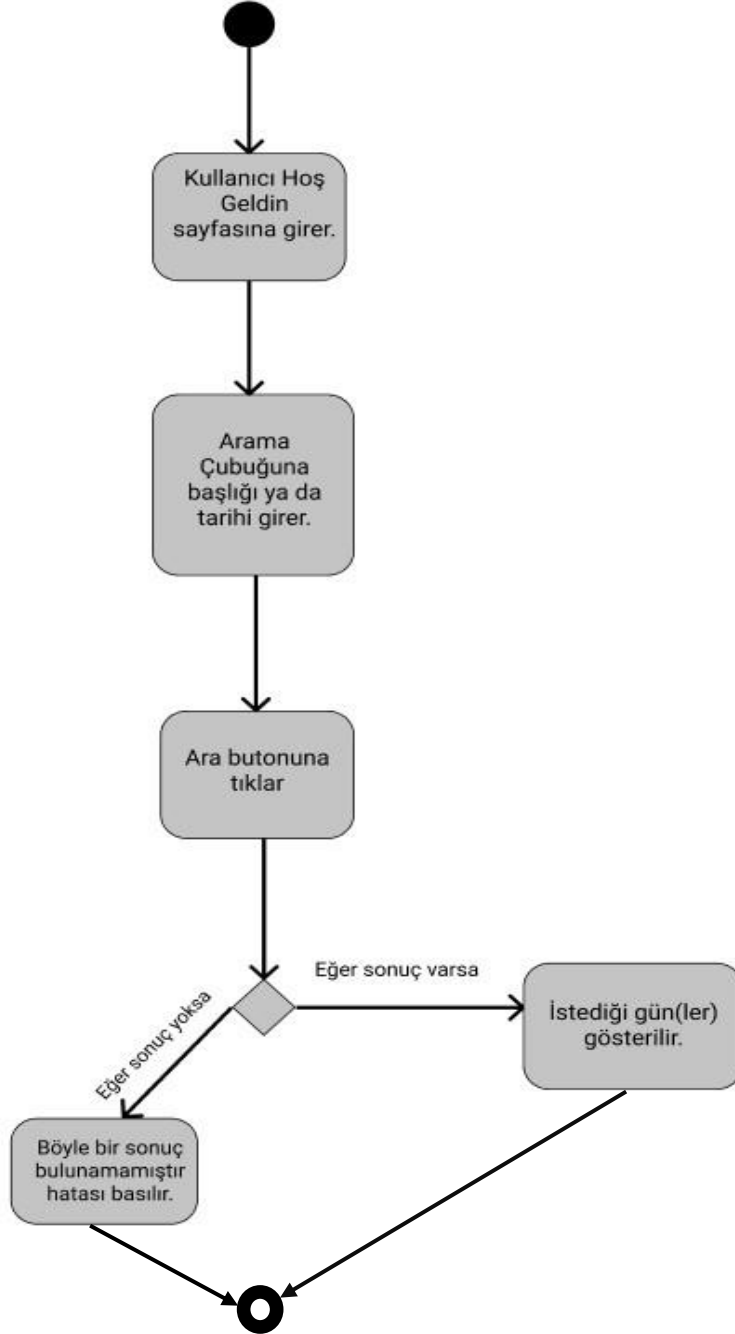 Kullanıcı Hoş
Geldin
sayfasına girer.
Arama
Çubuğuna
başlığı ya da
tarihi girer.
Ara butonuna
tıklar
Eğer sonuç varsa
İstediği gün(ler)
gösterilir.
Eğer sonuç yoksa
Böyle bir sonuç
bulunamamıştır
hatası basılır.